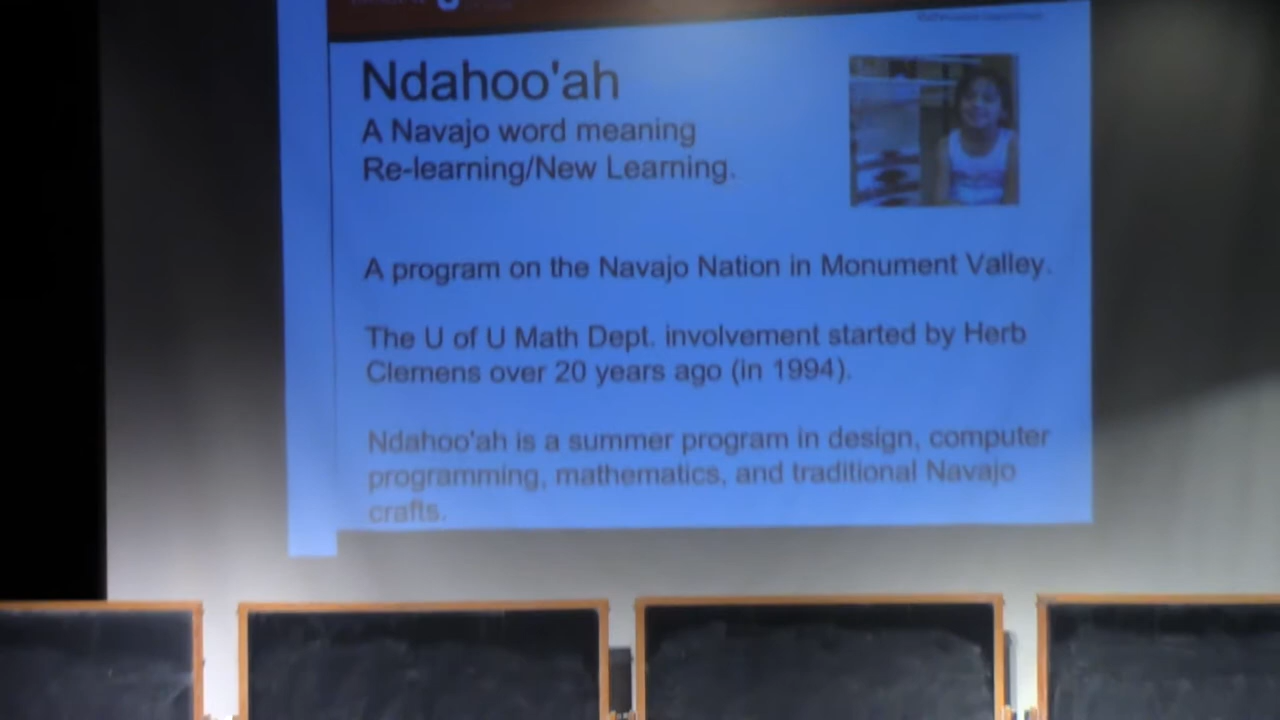 Ndahoo'ah
A Navajo word meaning
Re-learning/New Learning.
A program on the Navajo Nation in Monument Valley.
The U of U Math Dept. involvement started by Herb
Clemens over 20 years ago (in 1994).
Ndahoo'ah is a summer program in design, computer
programming, mathematics, and traditional Navajo
crafts.